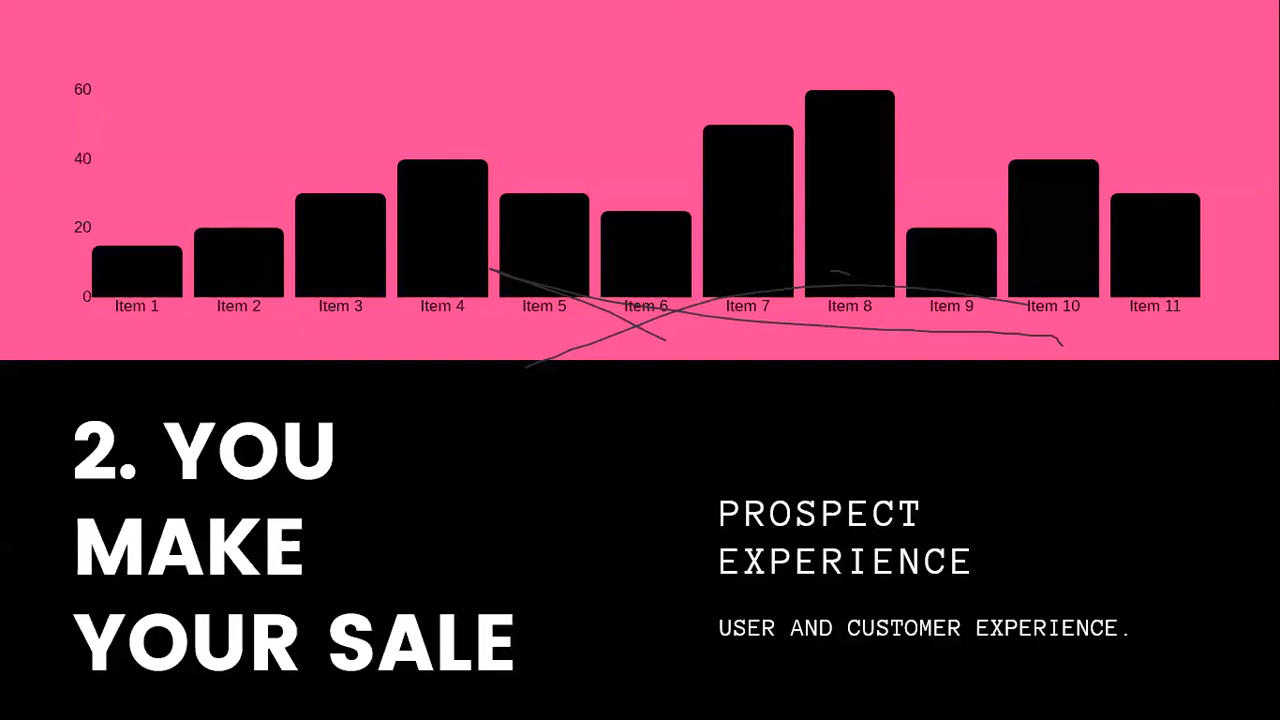 60
40
20
0
Item 1 Item 2 Item 3 Item 4 Item 5 Item 6 Item 7 Item 8 Item 9 Item 10 Item 11
2. YOU
MAKE
YOUR SALE
PROSPECT
EXPERIENCE
USER AND CUSTOMER EXPERIENCE.